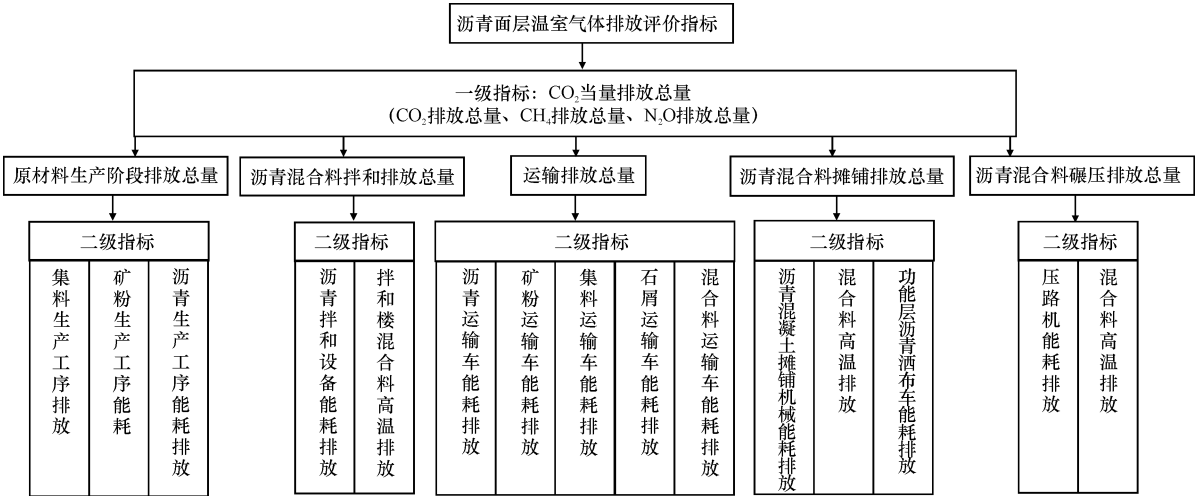 沥青面层温室气体排放评价指标
一级指标：CO₂当量排放总量
（CO₂排放总量、CH₄排放总量、N₂O排放总量）
原材料生产阶段排放总量
沥青混合料拌和排放总量
运输排放总量
沥青混合料摊铺排放总量
沥青混合料碾压排放总量
二级指标
二级指标
二级指标
二级指标
二级指标
集料生产工序排放
矿粉生产工序能耗
沥青生产工序能耗排放
沥青拌和设备能耗排放
拌和楼混合料高温排放
沥青运输车能耗排放
矿粉运输车能耗排放
集料运输车能耗排放
石屑运输车能耗排放
混合料运输车能耗排放
沥青混凝土摊铺机械能耗排放
混合料高温排放
功能层沥青洒布车能耗排放
压路机能耗排放
混合料高温排放